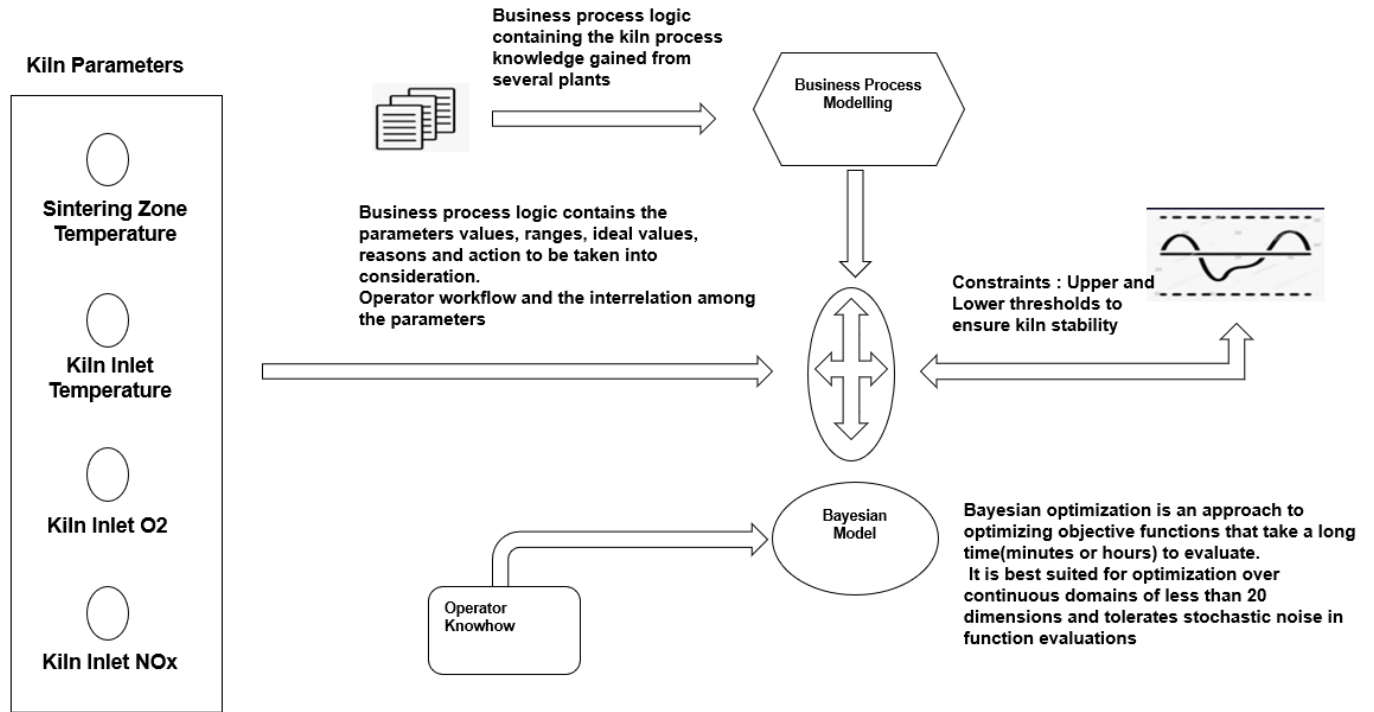 Kiln Parameters
Sintering Zone
Temperature
Kiln Inlet
Temperature
Kiln Inlet O2
Kiln Inlet NOx
Business process logic
containing the kiln process
knowledge gained from
several plants
Business Process
Modelling
Business process logic contains the
parameters values, ranges, ideal values,
reasons and action to be taken into
consideration.
Operator workflow and the interrelation among
the parameters
Constraints : Upper and
Lower thresholds to
ensure kiln stability
Operator
Knowhow
Bayesian
Model
Bayesian optimization is an approach to
optimizing objective functions that take a long
time(minutes or hours) to evaluate.
It is best suited for optimization over
continuous domains of less than 20
dimensions and tolerates stochastic noise in
function evaluations